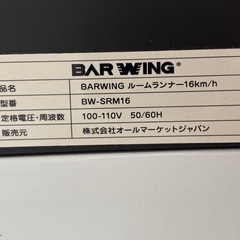 BARWING®
品名 BARWING ルームランナー16km/h
型番 BW-SRM16
定格電圧・周波数 100-110V 50/60H
販売元 株式会社オールマーケットジャパン